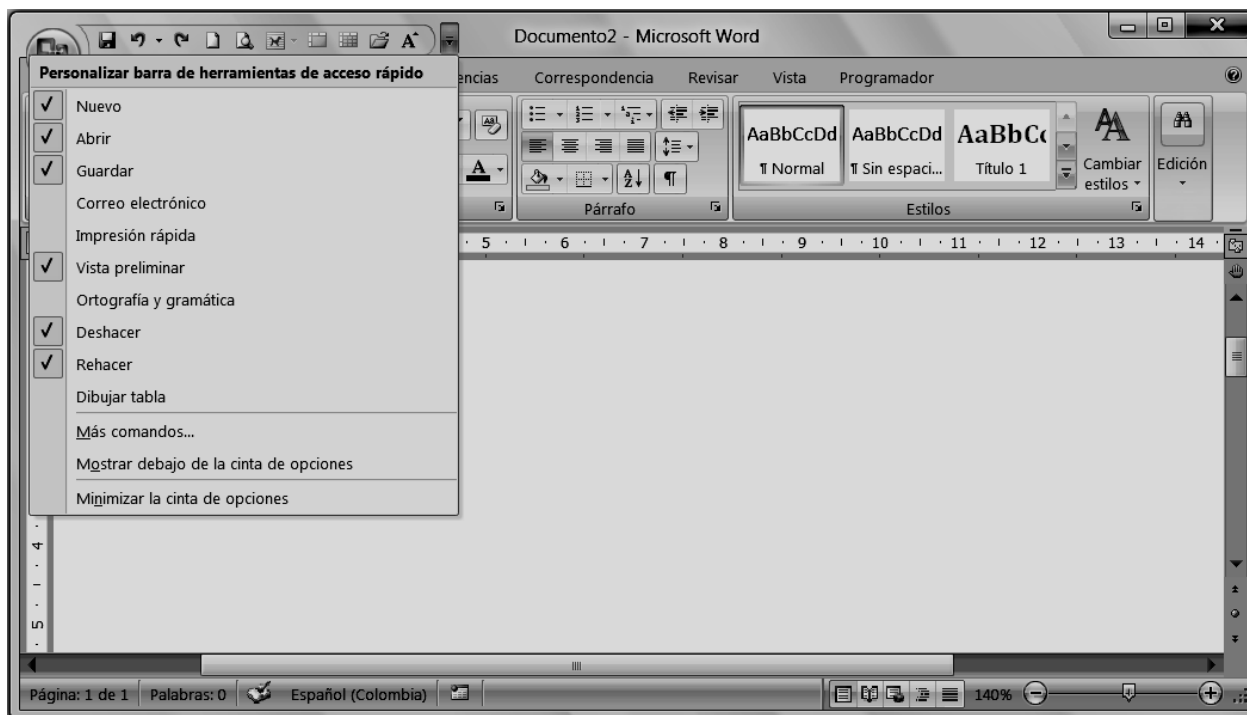 Documento2 - Microsoft Word
Personalizar barra de herramientas de acceso rápido
encias Correspondencia Revisar Vista Programador
Nuevo
Abrir
Guardar
Correo electrónico
Impresión rápida
Vista preliminar
Ortografía y gramática
Deshacer
Rehacer
Dibujar tabla
Más comandos...
Mostrar debajo de la cinta de opciones
Minimizar la cinta de opciones
AaBbCcDd AaBbCcDd AaBbCc
¶ Normal ¶ Sin espaci... Título 1
Cambiar
estilos
Edición
Párrafo Estilos
5 6 7 8 9 10 11 12 13 14
4
5
Página: 1 de 1 Palabras: 0 Español (Colombia) 140%